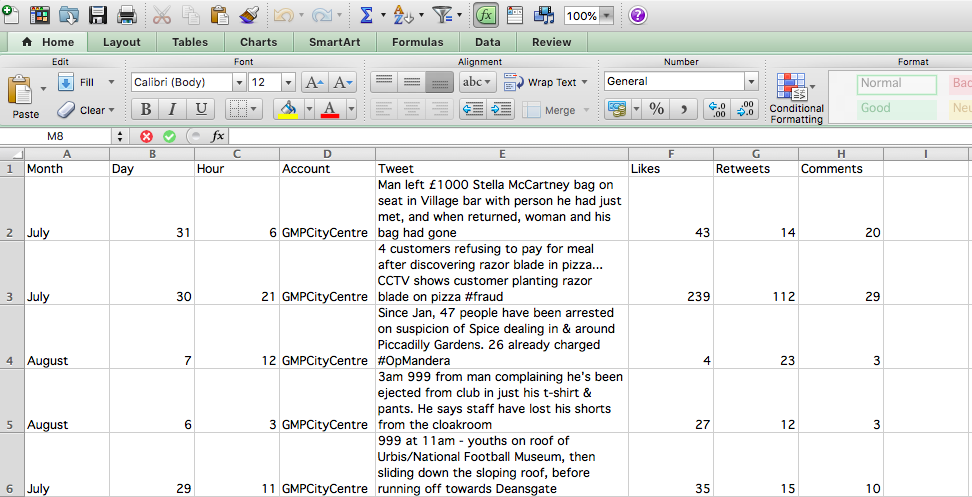 100%
Home Layout Tables Charts SmartArt Formulas Data Review
Edit Font Alignment Number Format
Fill Calibri (Body) 12 A A abc Wrap Text General Normal Bad
Paste Clear B I U A Merge % , .0 .00 .00 .0 Conditional Formatting Good Neu
M8 fx
A B C D E F G H I
1 Month Day Hour Account Tweet Likes Retweets Comments
Man left £1000 Stella McCartney bag on
seat in Village bar with person he had just
met, and when returned, woman and his
2 July 31 6 GMPCityCentre bag had gone 43 14 20
4 customers refusing to pay for meal
after discovering razor blade in pizza...
CCTV shows customer planting razor
3 July 30 21 GMPCityCentre blade on pizza #fraud 239 112 29
Since Jan, 47 people have been arrested
on suspicion of Spice dealing in & around
Piccadilly Gardens. 26 already charged
4 August 7 12 GMPCityCentre #OpMandera 4 23 3
3am 999 from man complaining he's been
ejected from club in just his t-shirt &
pants. He says staff have lost his shorts
5 August 6 3 GMPCityCentre from the cloakroom 27 12 3
999 at 11am - youths on roof of
Urbis/National Football Museum, then
sliding down the sloping roof, before
6 July 29 11 GMPCityCentre running off towards Deansgate 35 15 10